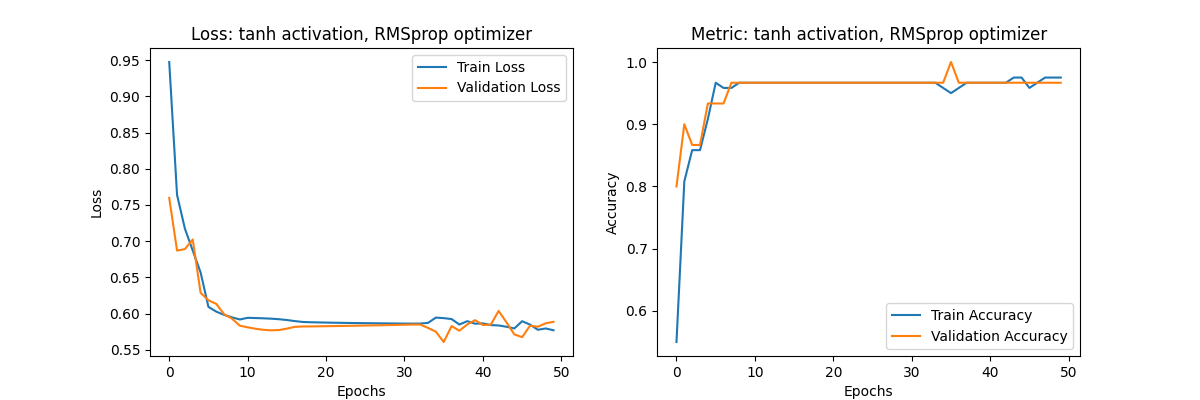 Loss: tanh activation, RMSprop optimizer
0.95
0.90
0.85
0.80
0.75
0.70
0.65
0.60
0.55
Loss
Train Loss
Validation Loss
0 10 20 30 40 50
Epochs
Metric: tanh activation, RMSprop optimizer
1.0
0.9
0.8
0.7
0.6
Accuracy
Train Accuracy
Validation Accuracy
0 10 20 30 40 50
Epochs